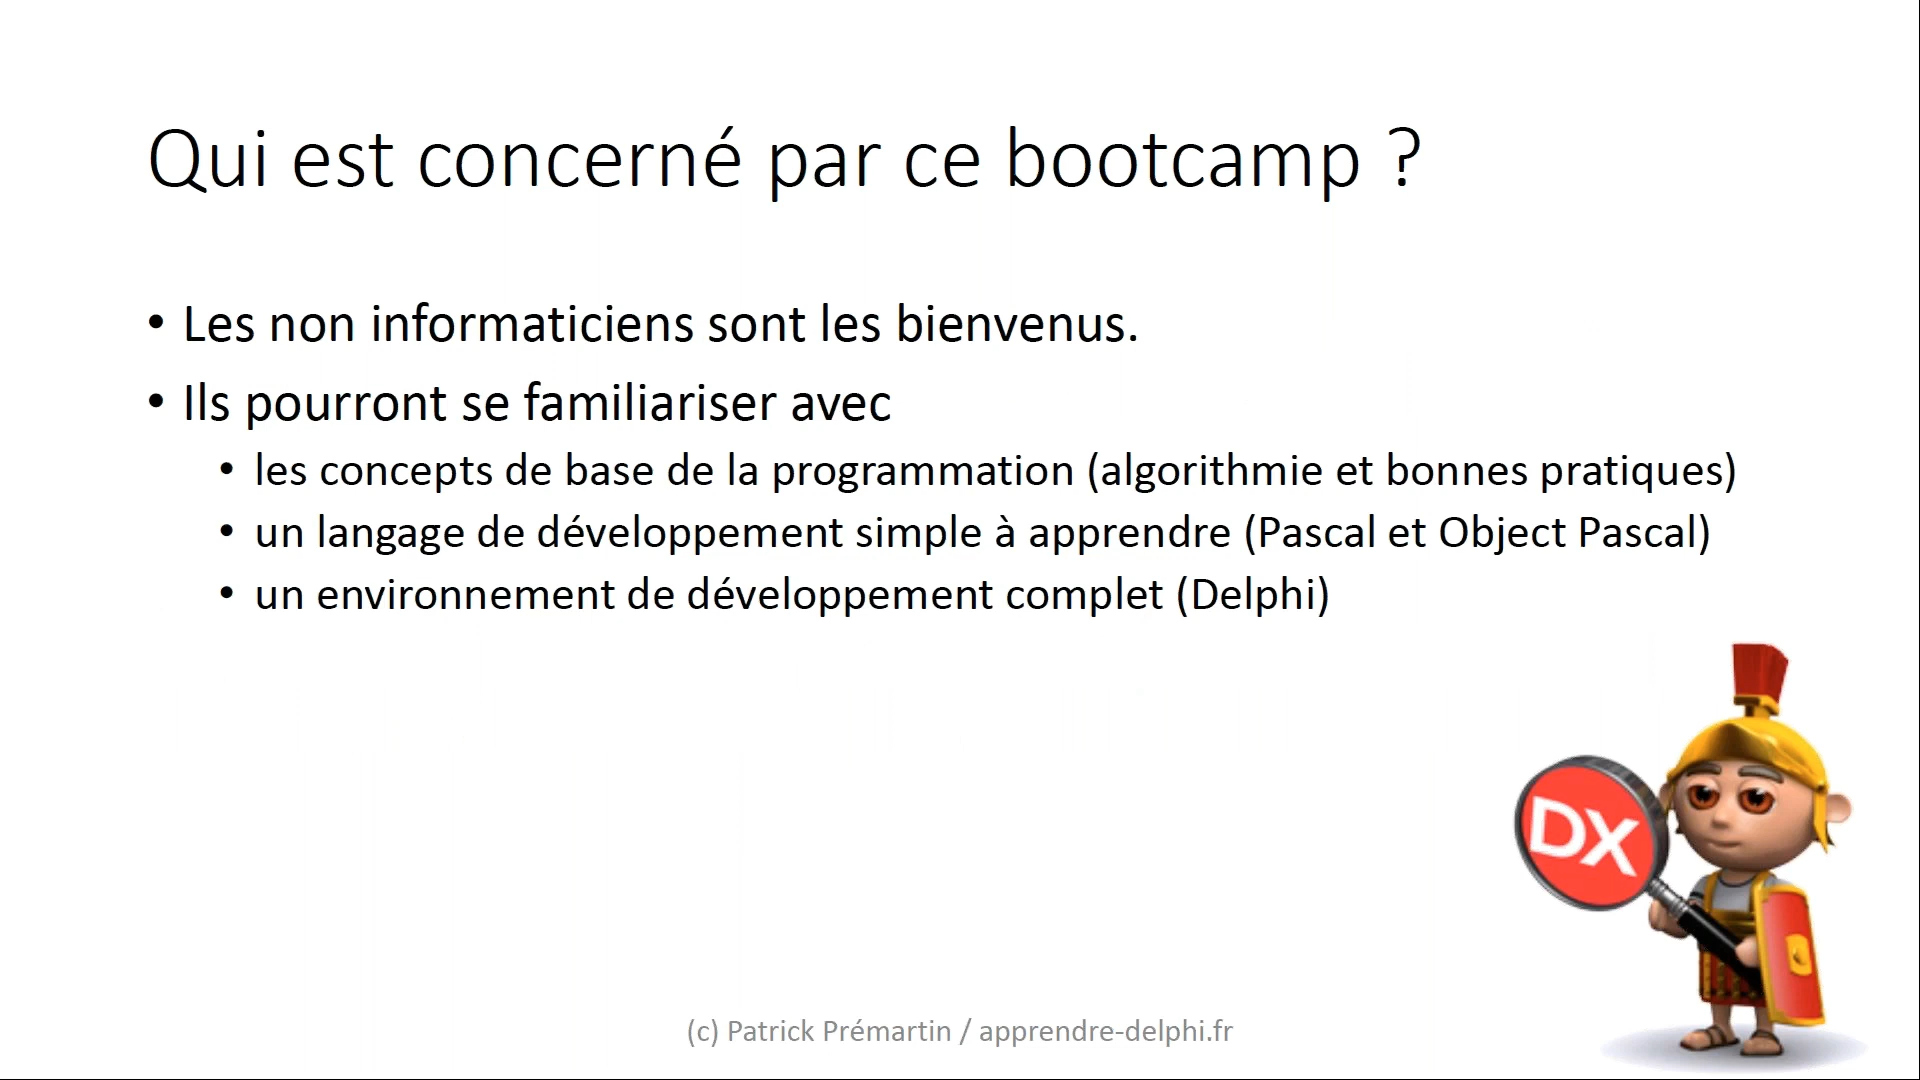 Qui est concerné par ce bootcamp ?
• Les non informaticiens sont les bienvenus.
• Ils pourront se familiariser avec
• les concepts de base de la programmation (algorithmie et bonnes pratiques)
• un langage de développement simple à apprendre (Pascal et Object Pascal)
• un environnement de développement complet (Delphi)
DX
(c) Patrick Prémartin / apprendre-delphi.fr